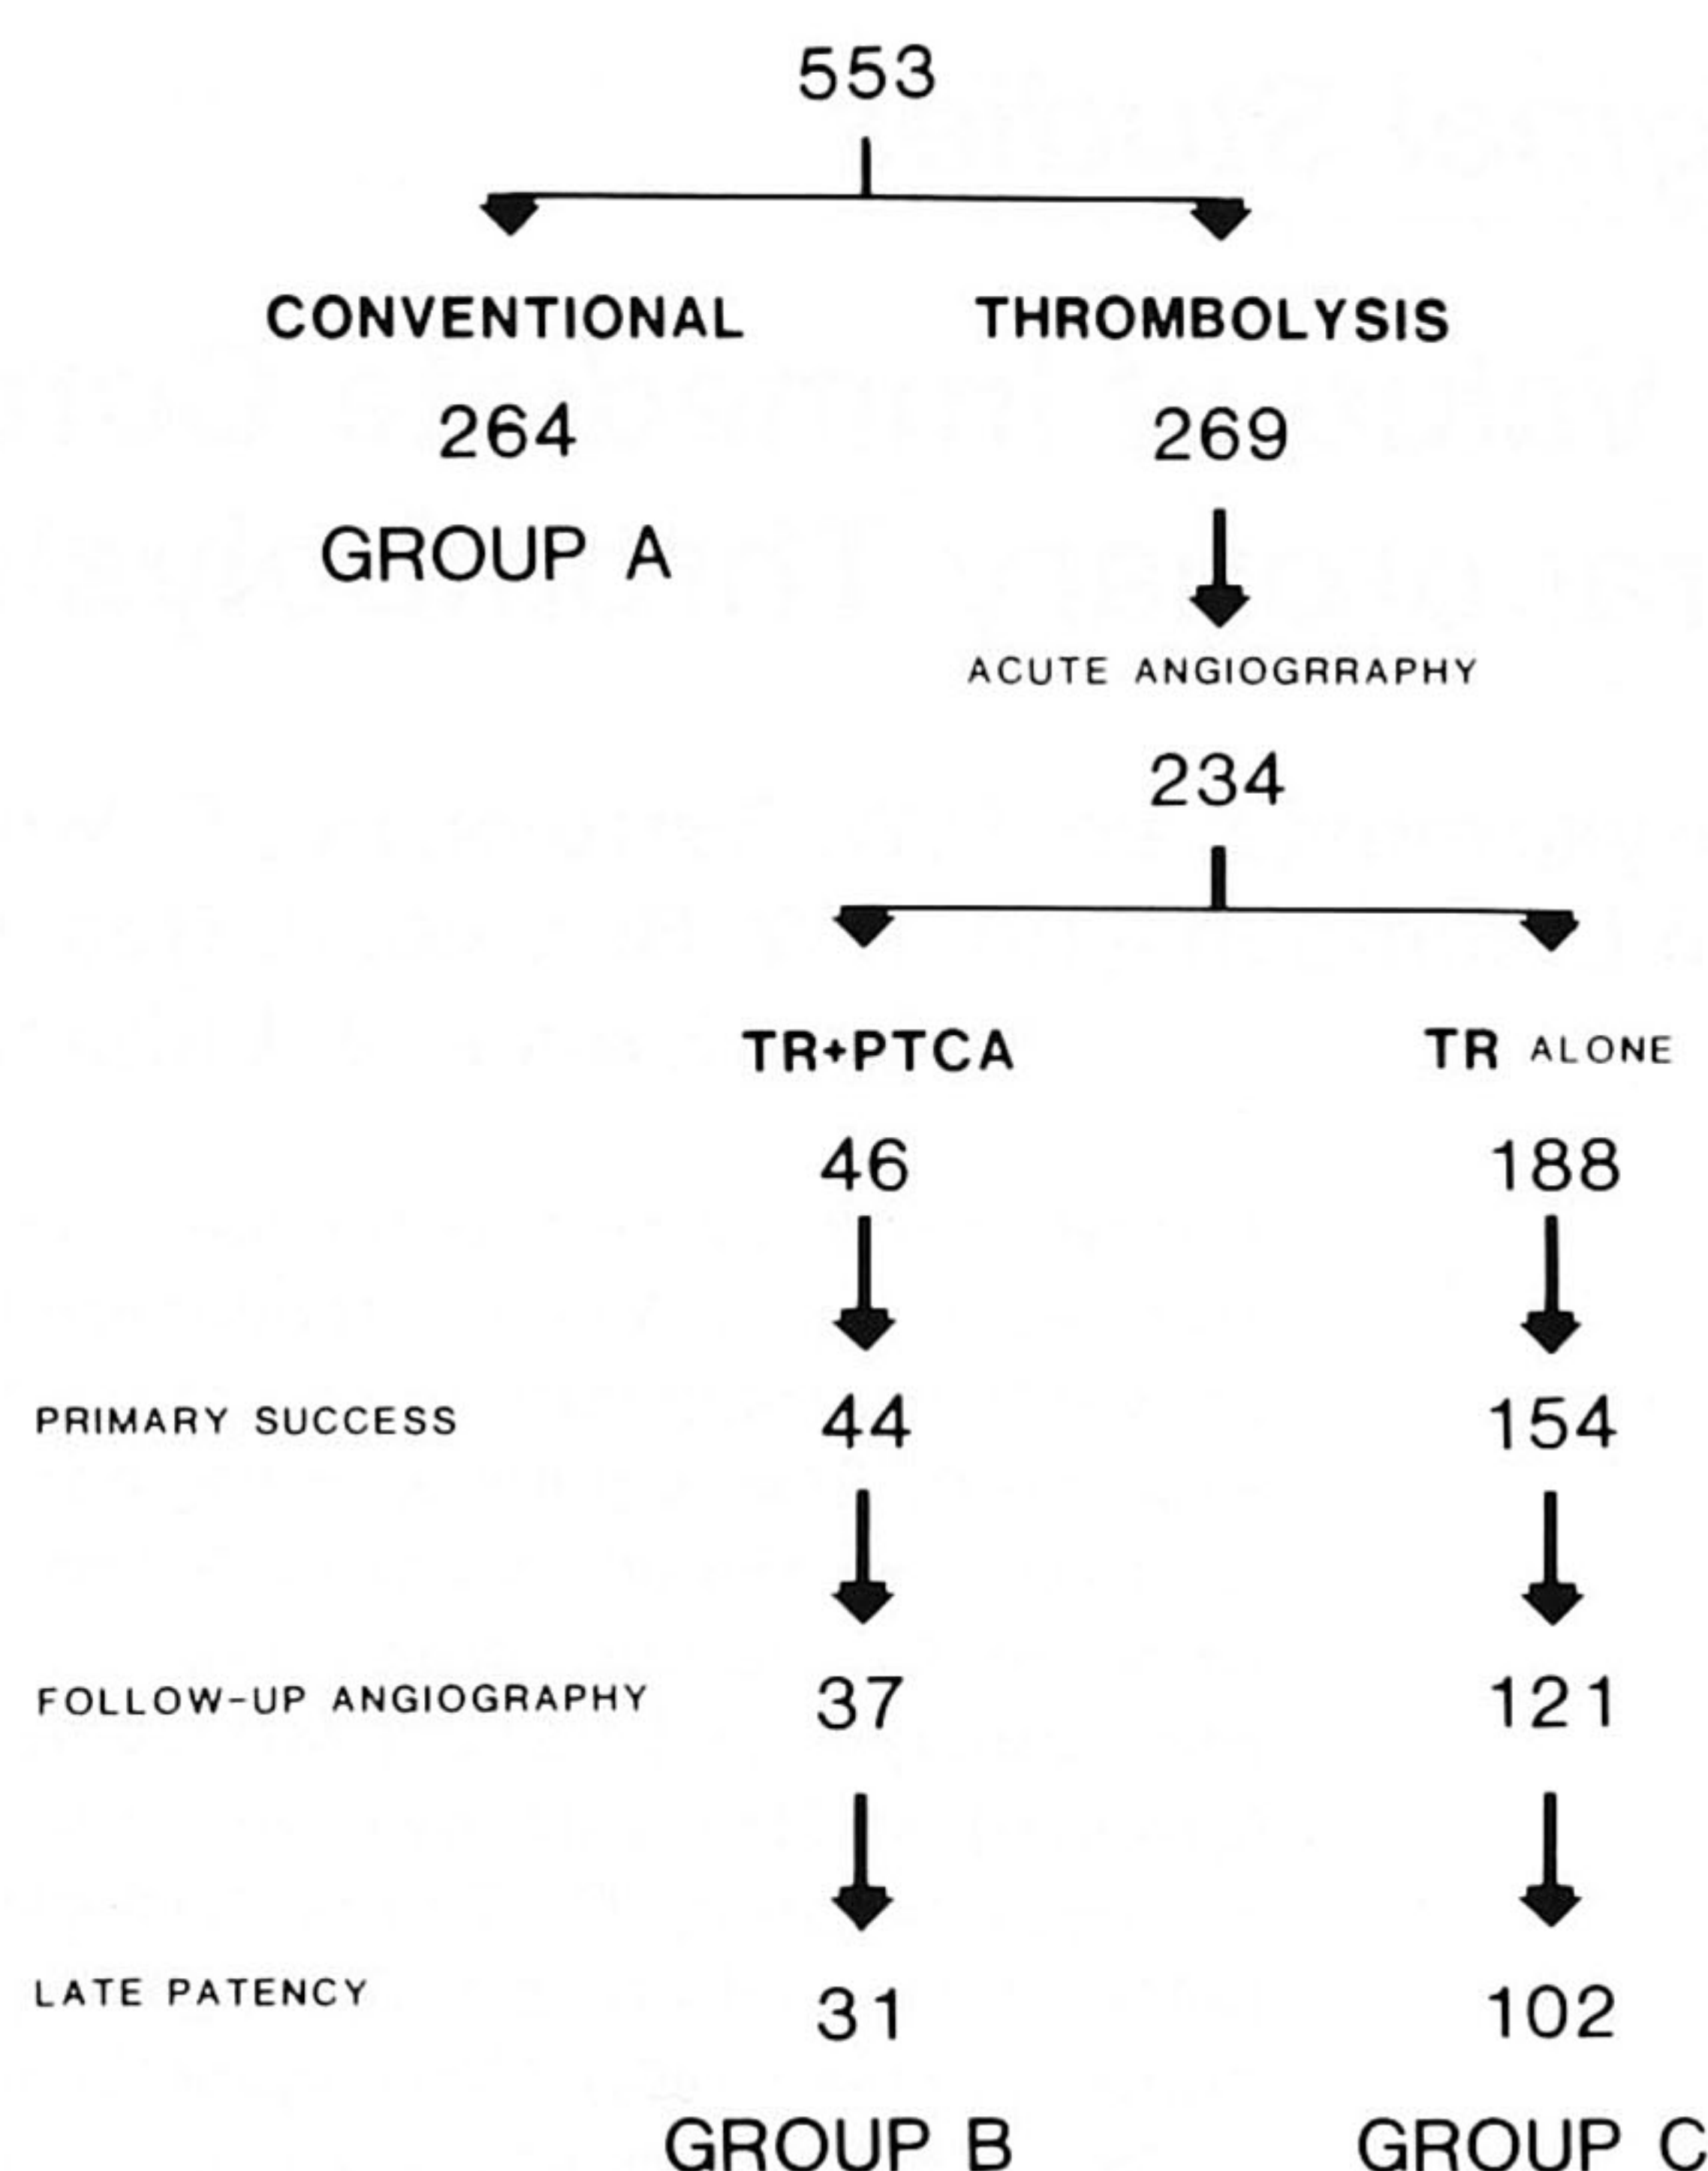 553
CONVENTIONAL THROMBOLYSIS
264 269
GROUP A
ACUTE ANGIOGRRAPHY
234
TR+PTCA TR ALONE
46 188
PRIMARY SUCCESS 44 154
FOLLOW-UP ANGIOGRAPHY 37 121
LATE PATENCY 31 102
GROUP B GROUP C